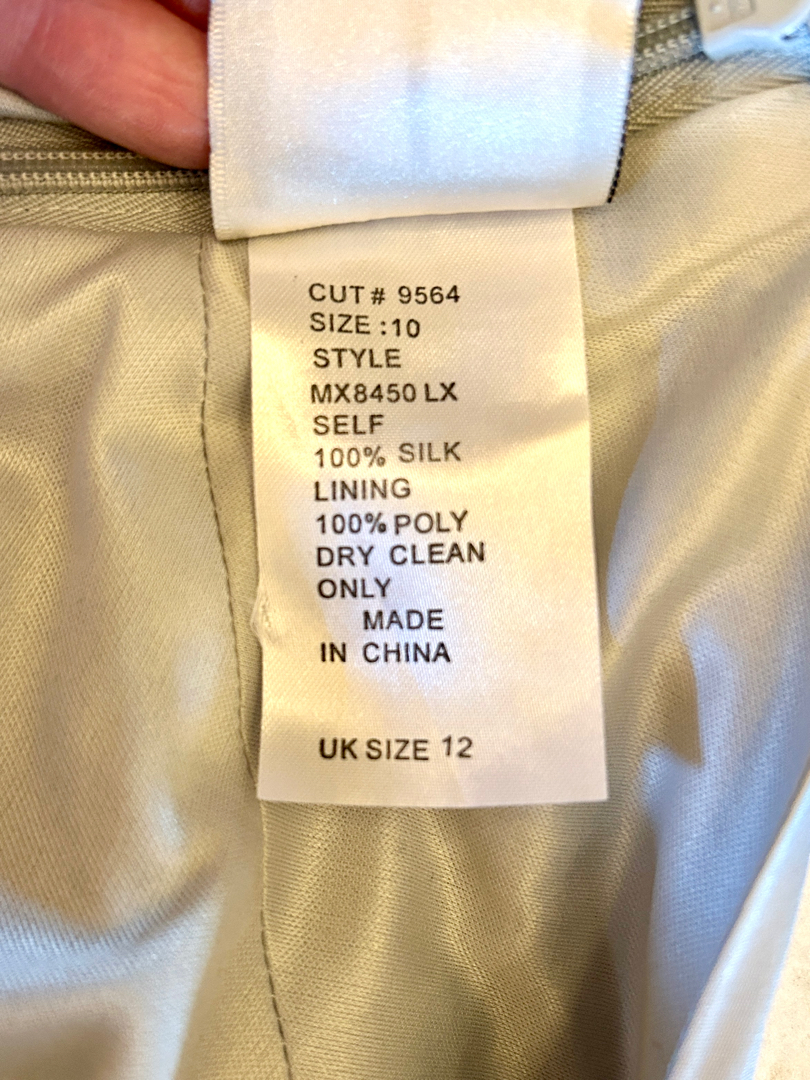 CUT # 9564
SIZE :10
STYLE
MX8450 LX
SELF
100% SILK
LINING
100% POLY
DRY CLEAN
ONLY
MADE
IN CHINA
UK SIZE 12